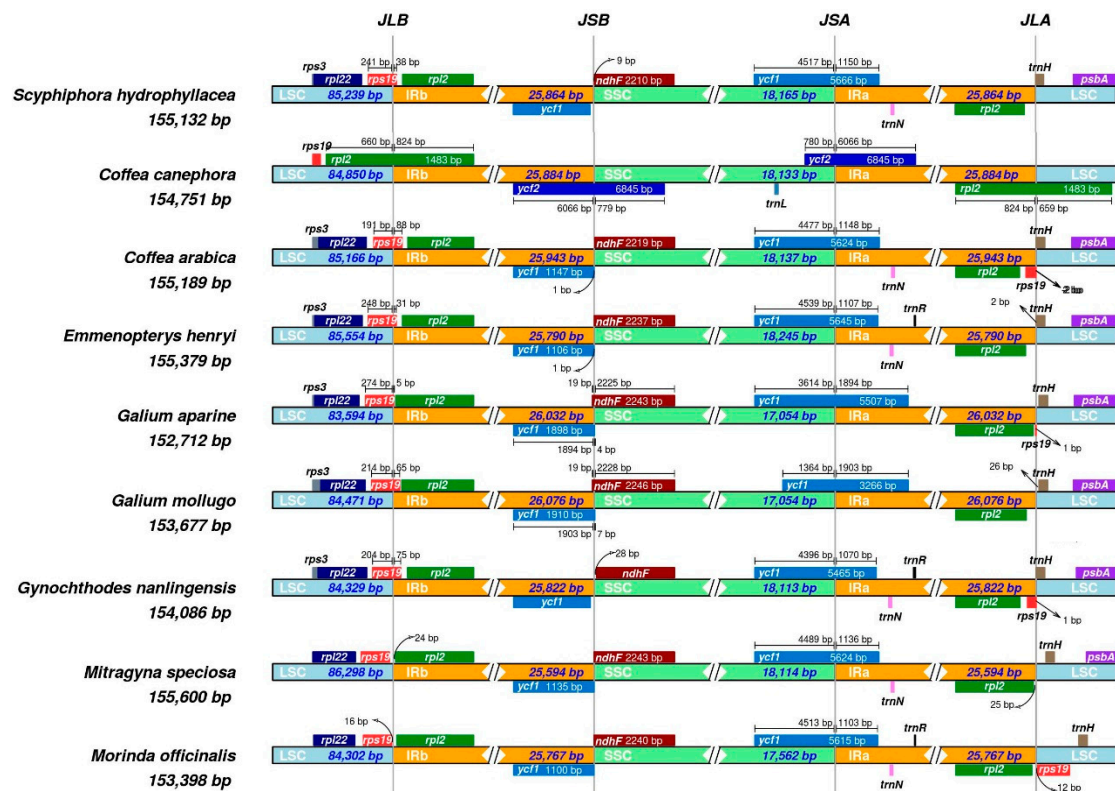 JLB JSB JSA JLA
rps3 241 bp 38 bp 9 bp 4517 bp 1150 bp trnH
rpl22 rps19 rpl2 ndhF 2210 bp ycf1 5666 bp psbA
Scyphiphora hydrophyllacea LSC 85,239 bp IRb 25,864 bp SSC 18,165 bp IRa 25,864 bp LSC
155,132 bp ycf1 trnN rpl2
660 bp 824 bp 780 bp 6066 bp
rps19 rpl2 1483 bp ycf2 6845 bp
Coffea canephora LSC 84,850 bp IRb 25,884 bp SSC 18,133 bp IRa 25,884 bp LSC
154,751 bp ycf2 6845 bp trnL rpl2 1483 bp
6066 bp 779 bp 824 bp 659 bp
rps3 191 bp 88 bp 4477 bp 1148 bp trnH
rpl22 rps19 rpl2 ndhF 2219 bp ycf1 5624 bp psbA
Coffea arabica LSC 85,166 bp IRb 25,943 bp SSC 18,137 bp IRa 25,943 bp LSC
155,189 bp ycf1 1147 bp trnN rpl2 rps19
1 bp
rps3 248 bp 31 bp 4539 bp 1107 bp trnR 2 bp trnH
rpl22 rps19 rpl2 ndhF 2237 bp ycf1 5645 bp psbA
Emmenopterys henryi LSC 85,554 bp IRb 25,790 bp SSC 18,245 bp IRa 25,790 bp LSC
155,379 bp ycf1 1106 bp trnN rpl2
1 bp
rps3 274 bp 5 bp 19 bp 2225 bp 3614 bp 1894 bp trnH
rpl22 rps19 rpl2 ndhF 2243 bp ycf1 5507 bp psbA
Galium aparine LSC 83,594 bp IRb 26,032 bp SSC 17,054 bp IRa 26,032 bp LSC
152,712 bp ycf1 1898 bp rpl2 rps19
1894 bp 4 bp 1 bp
rps3 214 bp 65 bp 19 bp 2228 bp 1364 bp 1903 bp 26 bp trnH
rpl22 rps19 rpl2 ndhF 2246 bp ycf1 3266 bp psbA
Galium mollugo LSC 84,471 bp IRb 26,076 bp SSC 17,054 bp IRa 26,076 bp LSC
153,677 bp ycf1 1910 bp rpl2
1903 bp 7 bp
rps3 204 bp 75 bp 28 bp 4396 bp 1070 bp trnR trnH
rpl22 rps19 rpl2 ndhF ycf1 5465 bp psbA
Gynochthodes nanlingensis LSC 84,329 bp IRb 25,822 bp SSC 18,113 bp IRa 25,822 bp LSC
154,086 bp ycf1 trnN rpl2 rps19 1 bp
24 bp 4489 bp 1136 bp trnH
rpl22 rps19 rpl2 ndhF 2243 bp ycf1 5624 bp psbA
Mitragyna speciosa LSC 86,298 bp IRb 25,594 bp SSC 18,114 bp IRa 25,594 bp LSC
155,600 bp ycf1 1135 bp trnN rpl2
25 bp
16 bp 4513 bp 1103 bp trnR trnH
rpl22 rps19 rpl2 ndhF 2240 bp ycf1 5615 bp
Morinda officinalis LSC 84,302 bp IRb 25,767 bp SSC 17,562 bp IRa 25,767 bp LSC
153,398 bp ycf1 1100 bp trnN rpl2 rps19
12 bp